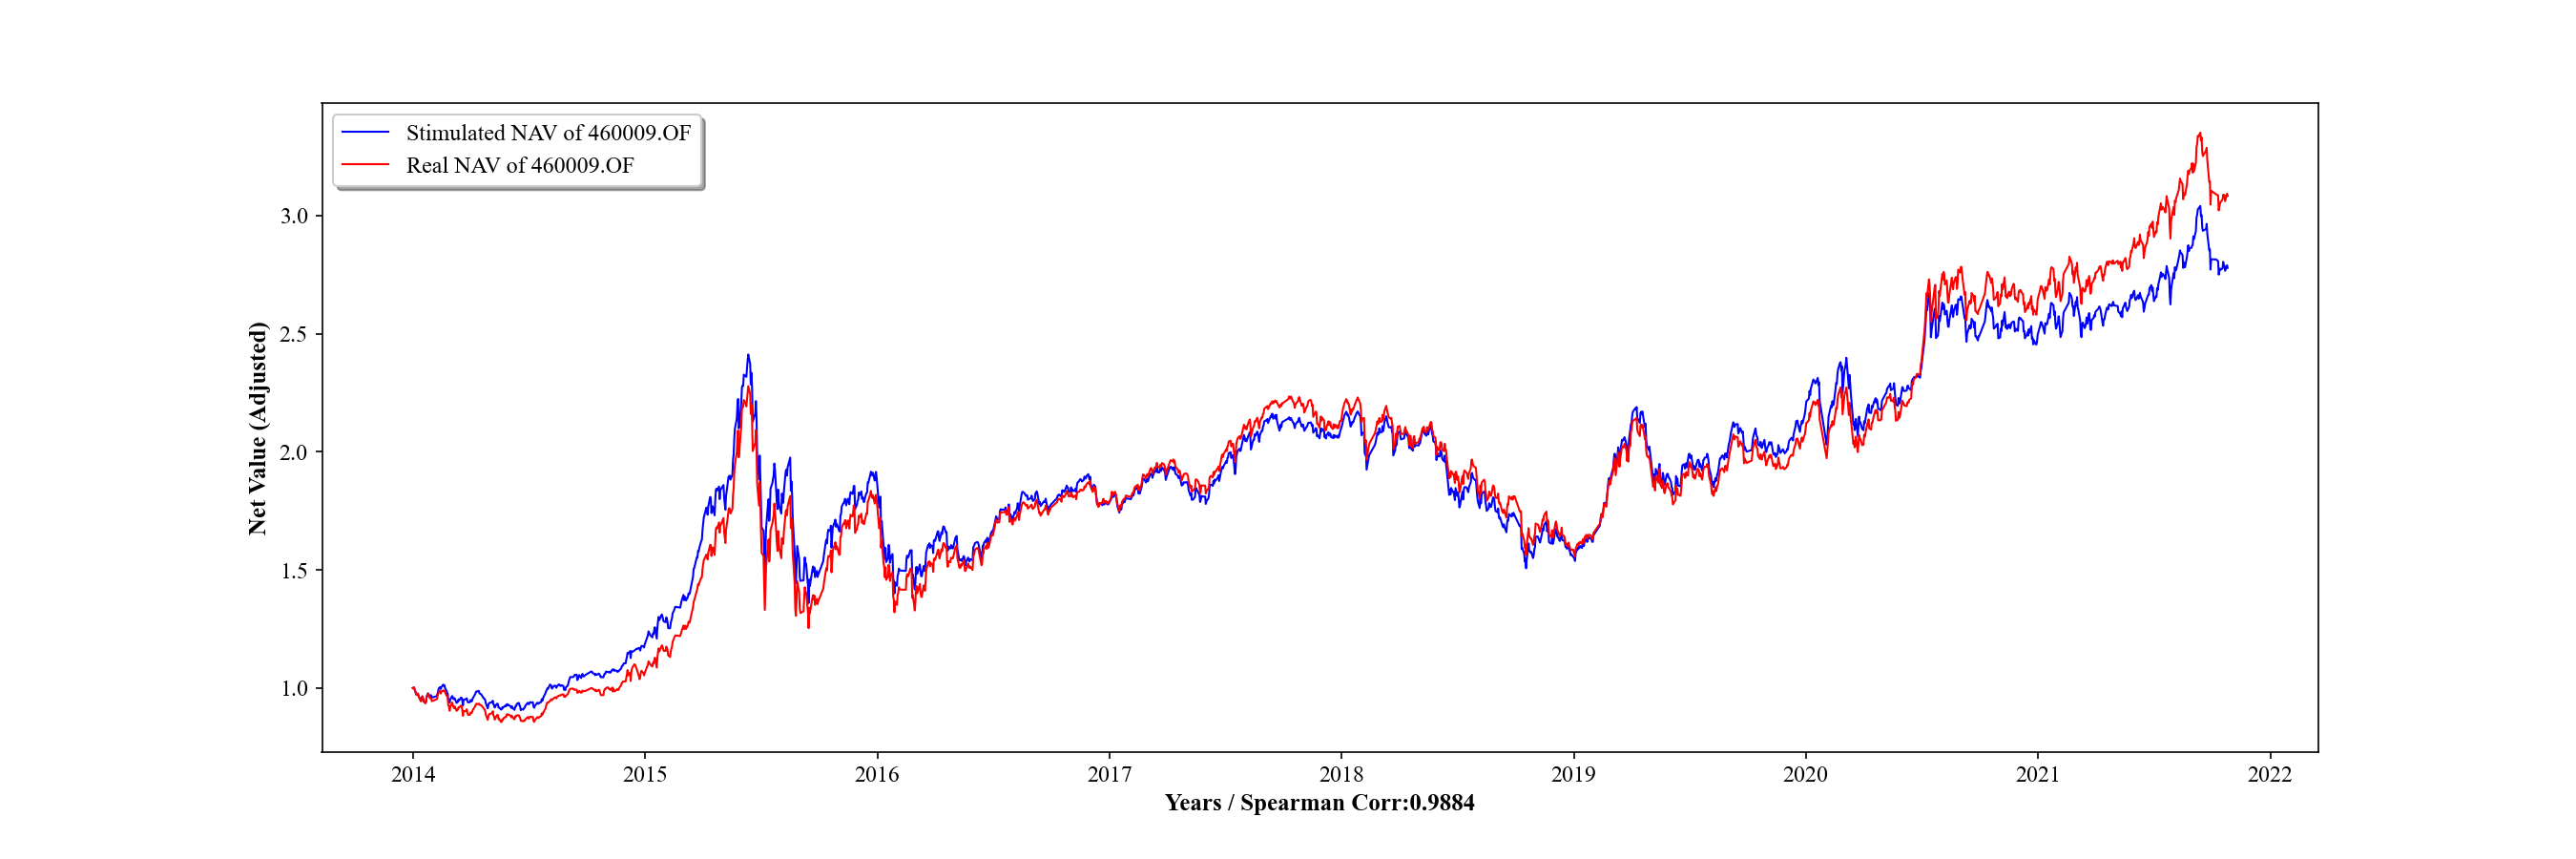 Stimulated NAV of 460009.OF
Real NAV of 460009.OF
3.0
2.5
2.0
1.5
1.0
Net Value (Adjusted)
2014 2015 2016 2017 2018 2019 2020 2021 2022
Years / Spearman Corr:0.9884